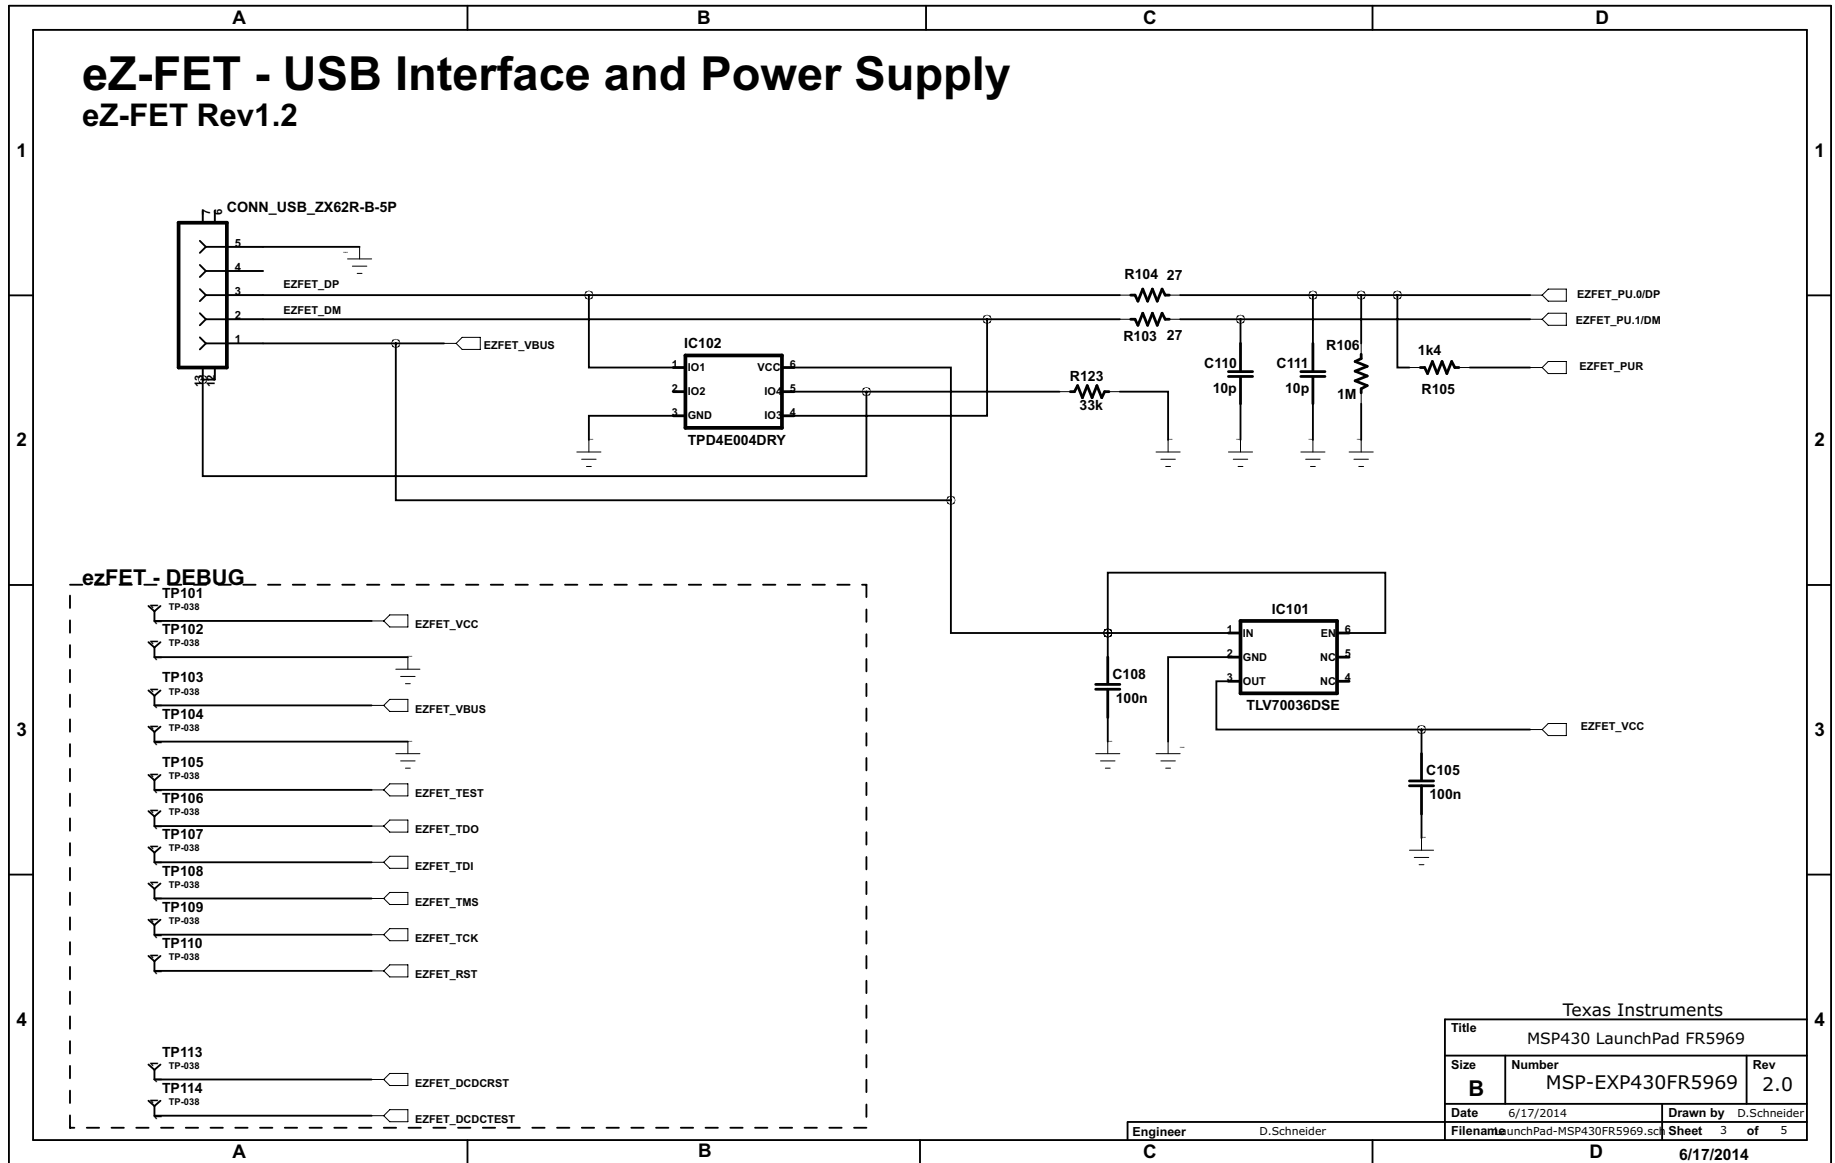 A B C D
eZ-FET - USB Interface and Power Supply
eZ-FET Rev1.2
1 1
7 6 CONN_USB_ZX62R-B-5P
5
4
3 EZFET_DP
2 EZFET_DM
1 EZFET_VBUS
R104 27
EZFET_PU.0/DP
EZFET_PU.1/DM
R103 27
IC102
1 IO1 VCC 6
2 IO2 IO4 5
3 GND IO3 4
TPD4E004DRY
R123
33k
C110
10p
C111
10p
R106
1M
1k4
R105
EZFET_PUR
2 2
ezFET - DEBUG
TP101
TP-038
EZFET_VCC
TP102
TP-038
TP103
TP-038
EZFET_VBUS
TP104
TP-038
TP105
TP-038
EZFET_TEST
TP106
TP-038
EZFET_TDO
TP107
TP-038
EZFET_TDI
TP108
TP-038
EZFET_TMS
TP109
TP-038
EZFET_TCK
TP110
TP-038
EZFET_RST
TP113
TP-038
EZFET_DCDCRST
TP114
TP-038
EZFET_DCDCTEST
IC101
1 IN EN 6
2 GND NC 5
3 OUT NC 4
TLV70036DSE
C108
100n
EZFET_VCC
C105
100n
3 3
4 4
Texas Instruments
Title MSP430 LaunchPad FR5969
Size Number Rev
B MSP-EXP430FR5969 2.0
Date 6/17/2014 Drawn by D.Schneider
Engineer D.Schneider Filename unchPad-MSP430FR5969.sch Sheet 3 of 5
A B C D
6/17/2014